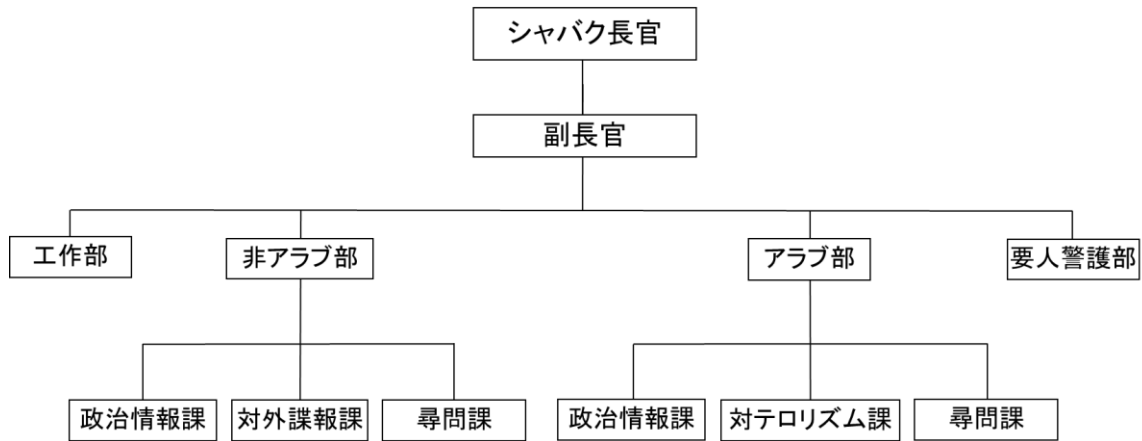 シャバク長官
副長官
工作部
非アラブ部
アラブ部
要人警護部
政治情報課
対外諜報課
尋問課
政治情報課
対テロリズム課
尋問課